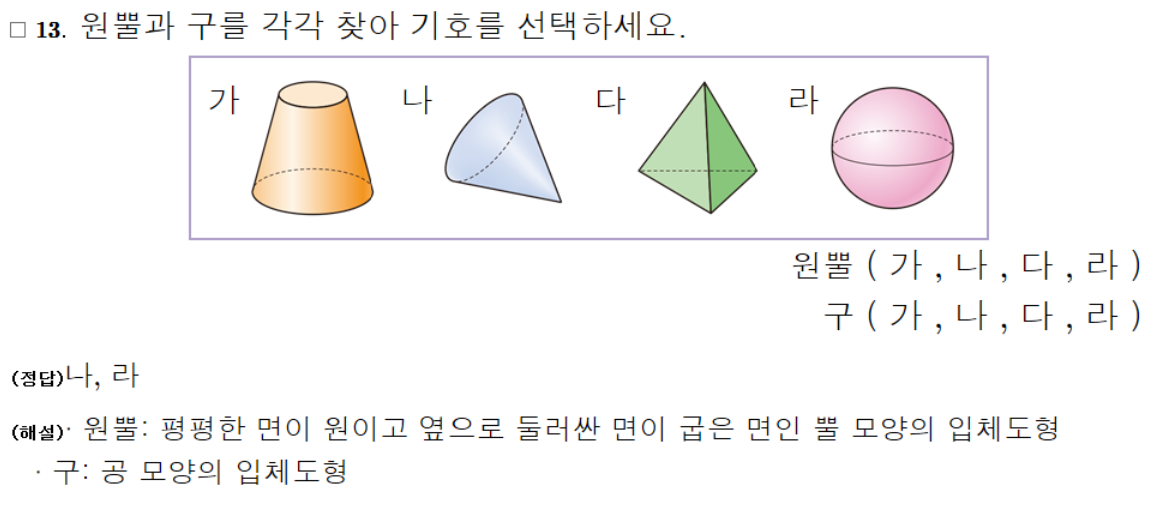 □ 13. 원뿔과 구를 각각 찾아 기호를 선택하세요.
가 나 다 라
원뿔 ( 가 , 나 , 다 , 라 )
구 ( 가 , 나 , 다 , 라 )
(정답)나, 라
(해설)· 원뿔: 평평한 면이 원이고 옆으로 둘러싼 면이 굽은 면인 뿔 모양의 입체도형
· 구: 공 모양의 입체도형